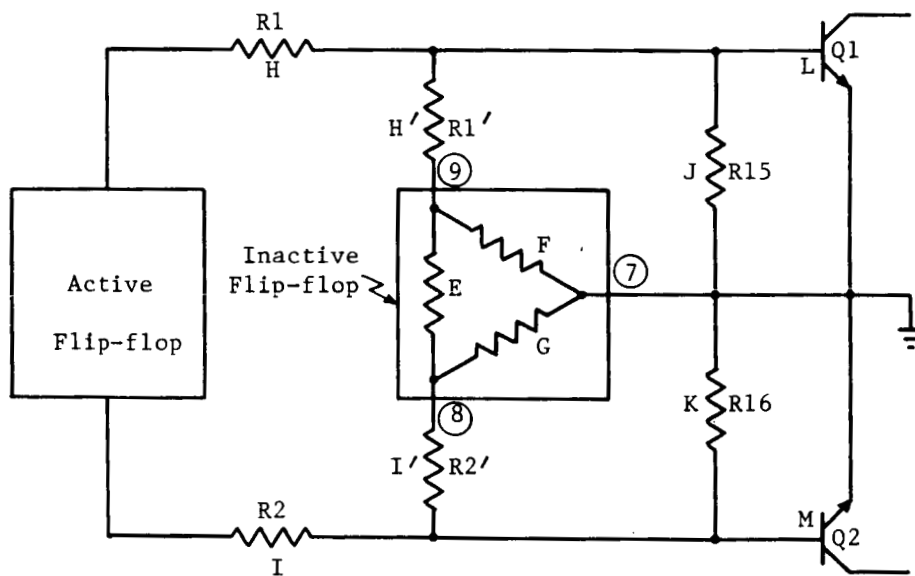 R1
H
Q1
L
H′
R1′
J
R15
9
Inactive
Flip-flop
F
E
7
G
Active
Flip-flop
8
K
R16
I′
R2′
R2
I
M
Q2